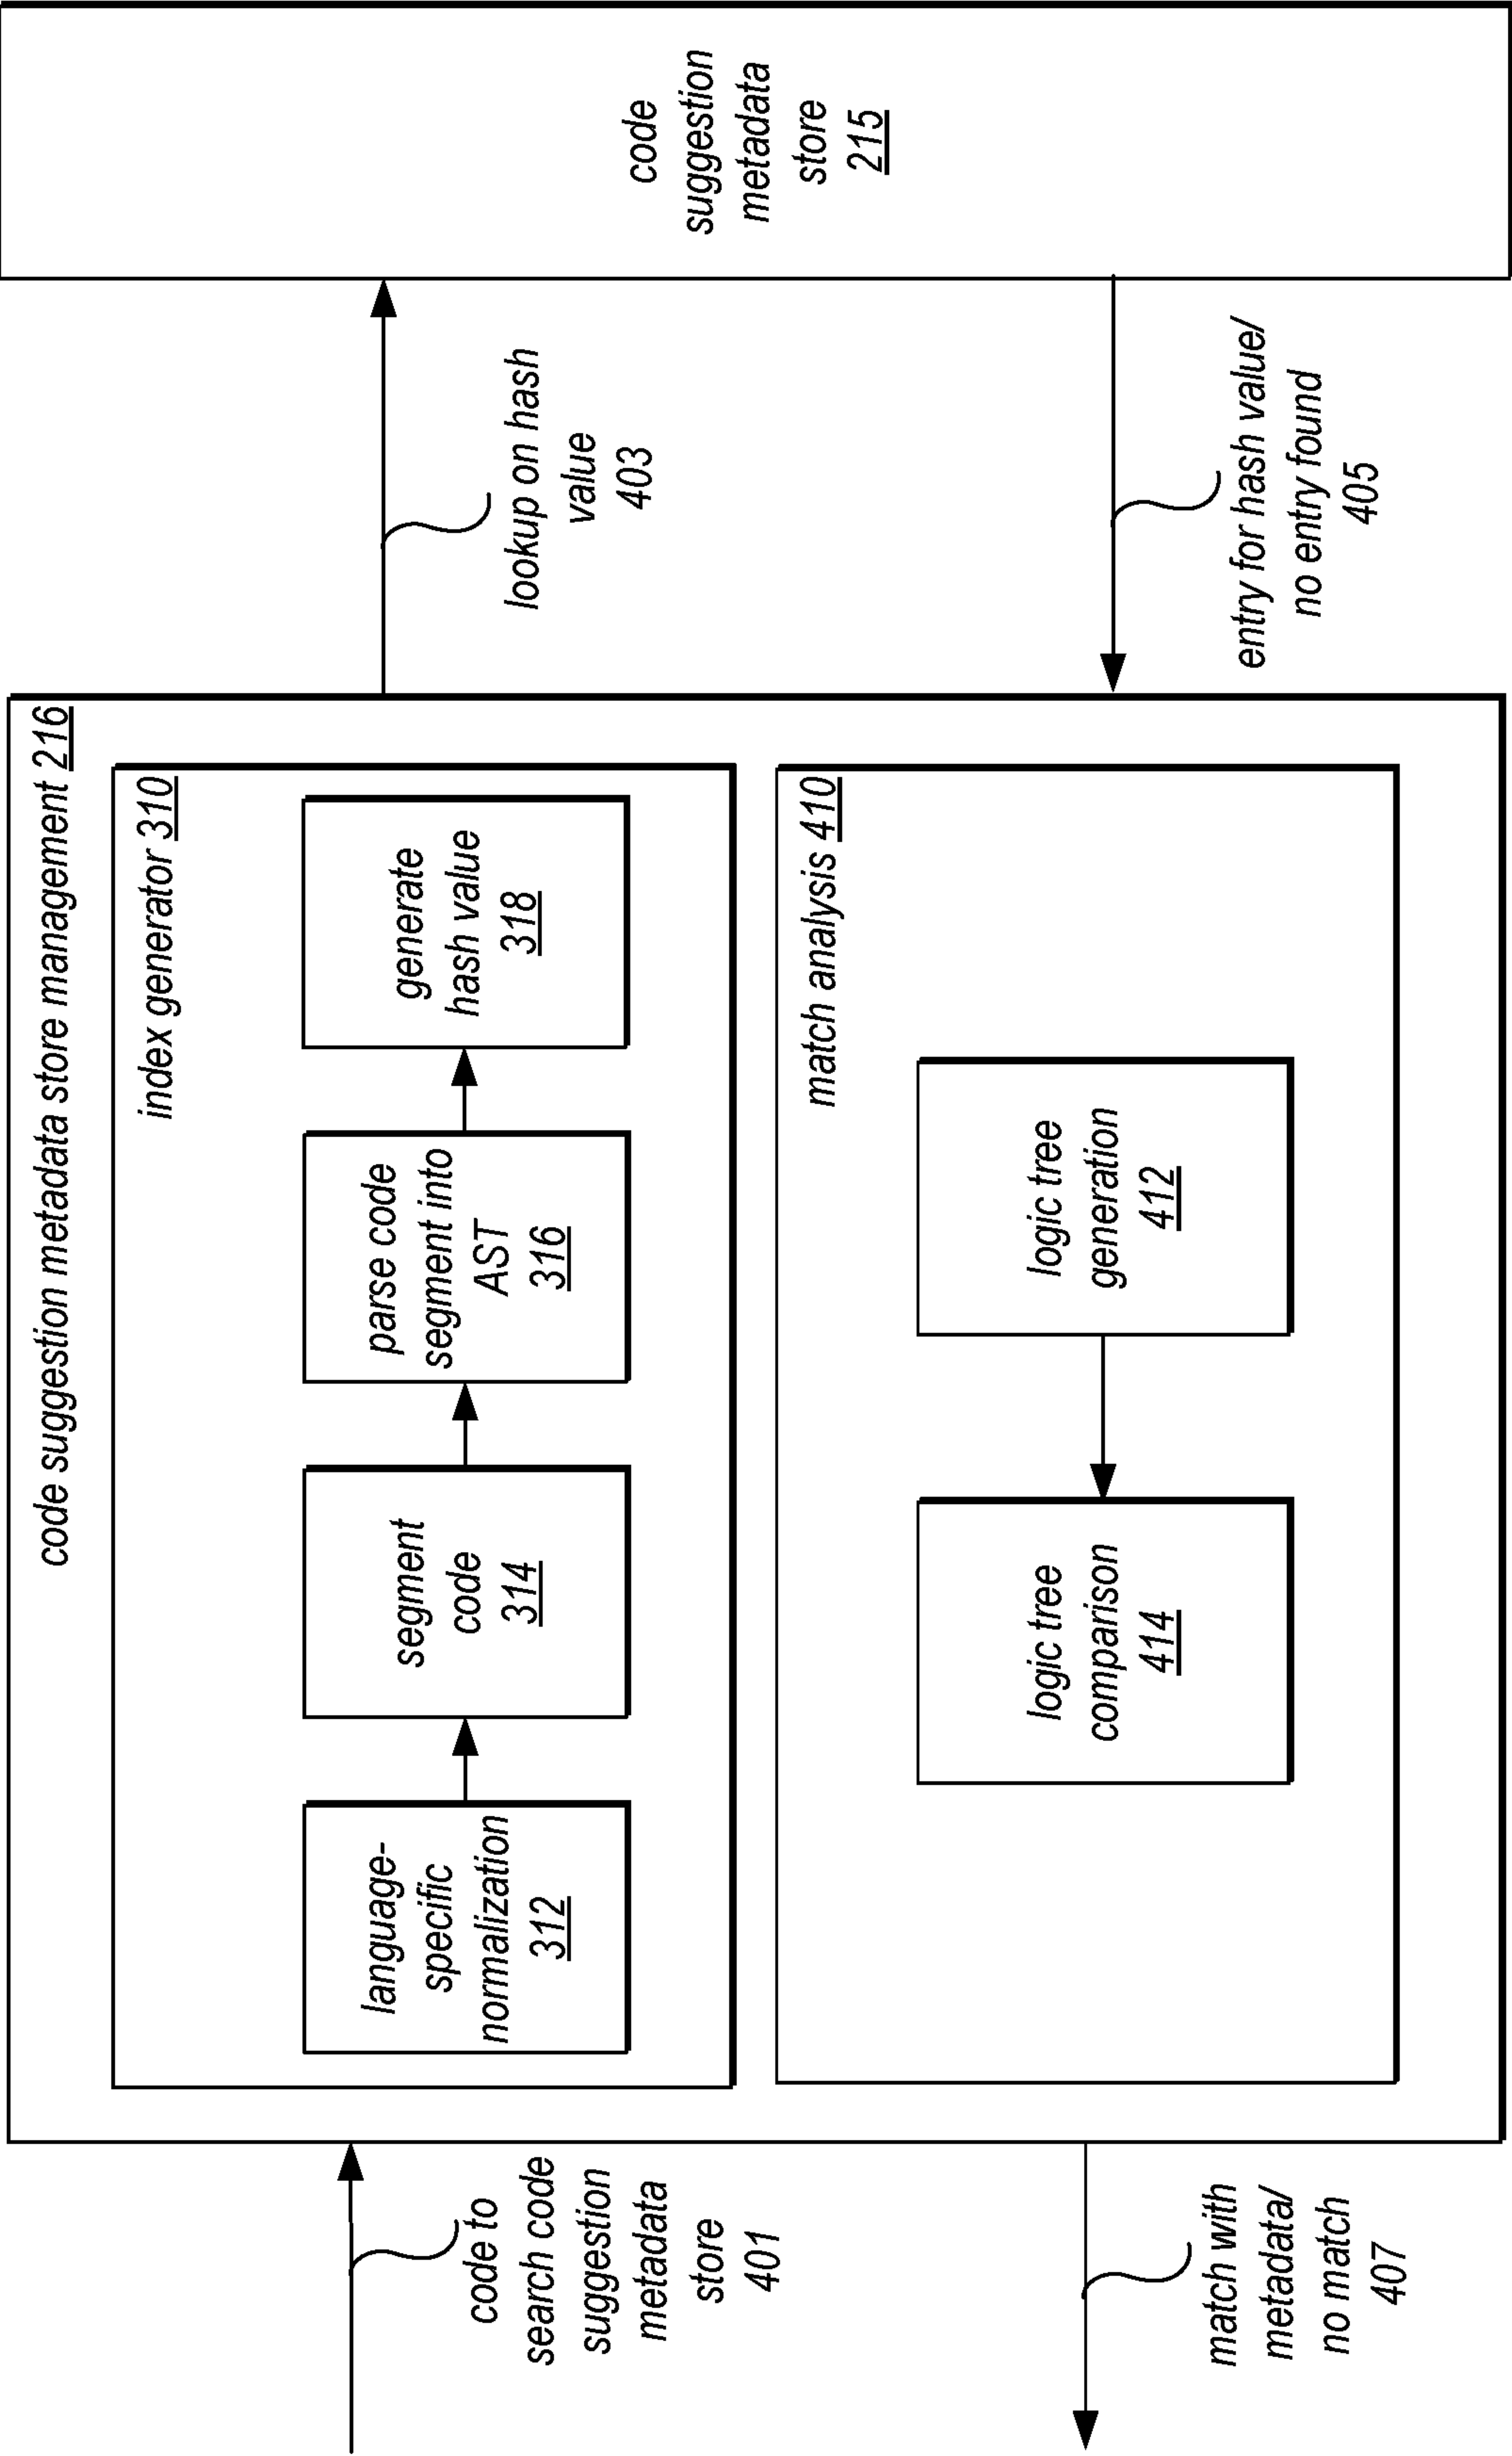 code suggestion metadata store management 216
index generator 310
language-
specific
normalization
312
segment
code
314
parse code
segment into
AST
316
generate
hash value
318
match analysis 410
logic tree
comparison
414
logic tree
generation
412
code to
search code
suggestion
metadata
store
401
match with
metadata/
no match
407
lookup on hash
value
403
entry for hash value/
no entry found
405
code
suggestion
metadata
store
215